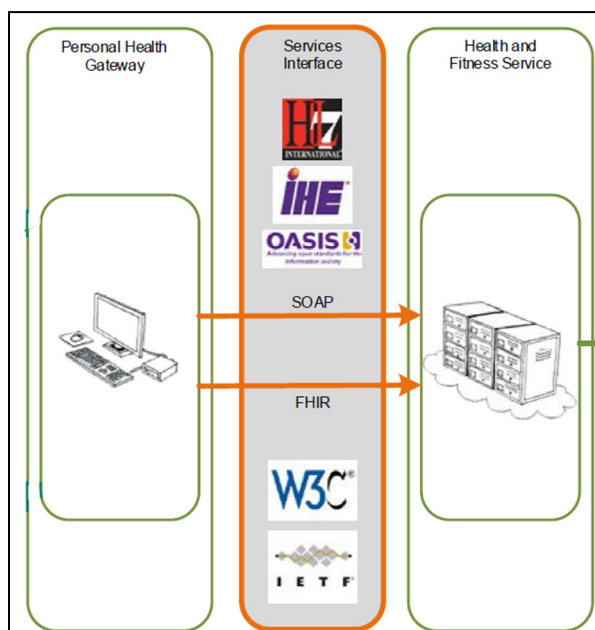 Personal Health
Gateway
Services
Interface
Health and
Fitness Service
HL7
INTERNATIONAL
iHE®
OASIS
Advancing open standards for the
information society
SOAP
FHIR
W3C®
I E T F®